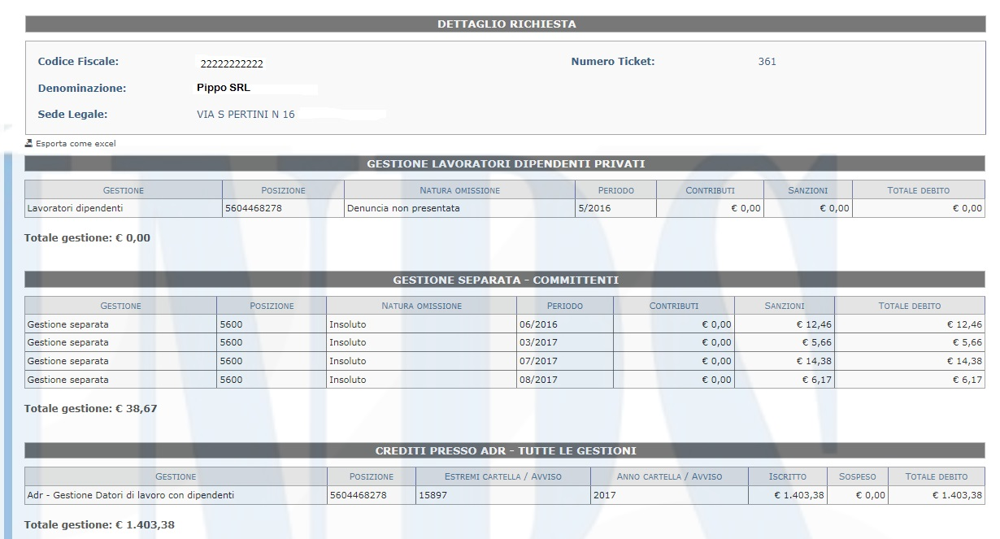 DETTAGLIO RICHIESTA
Codice Fiscale: 22222222222 Numero Ticket: 361
Denominazione: Pippo SRL
Sede Legale: VIA S PERTINI N 16
Esporta come excel
GESTIONE LAVORATORI DIPENDENTI PRIVATI
GESTIONE POSIZIONE NATURA OMISSIONE PERIODO CONTRIBUTI SANZIONI TOTALE DEBITO
Lavoratori dipendenti 5604468278 Denuncia non presentata 5/2016 € 0,00 € 0,00 € 0,00
Totale gestione: € 0,00
GESTIONE SEPARATA - COMMITTENTI
GESTIONE POSIZIONE NATURA OMISSIONE PERIODO CONTRIBUTI SANZIONI TOTALE DEBITO
Gestione separata 5600 Insoluto 06/2016 € 0,00 € 12,46 € 12,46
Gestione separata 5600 Insoluto 03/2017 € 0,00 € 5,66 € 5,66
Gestione separata 5600 Insoluto 07/2017 € 0,00 € 14,38 € 14,38
Gestione separata 5600 Insoluto 08/2017 € 0,00 € 6,17 € 6,17
Totale gestione: € 38,67
CREDITI PRESSO ADR - TUTTE LE GESTIONI
GESTIONE POSIZIONE ESTREMI CARTELLA / AVVISO ANNO CARTELLA / AVVISO ISCRITTO SOSPESO TOTALE DEBITO
Adr - Gestione Datori di lavoro con dipendenti 5604468278 15897 2017 € 1.403,38 € 0,00 € 1.403,38
Totale gestione: € 1.403,38
INPS